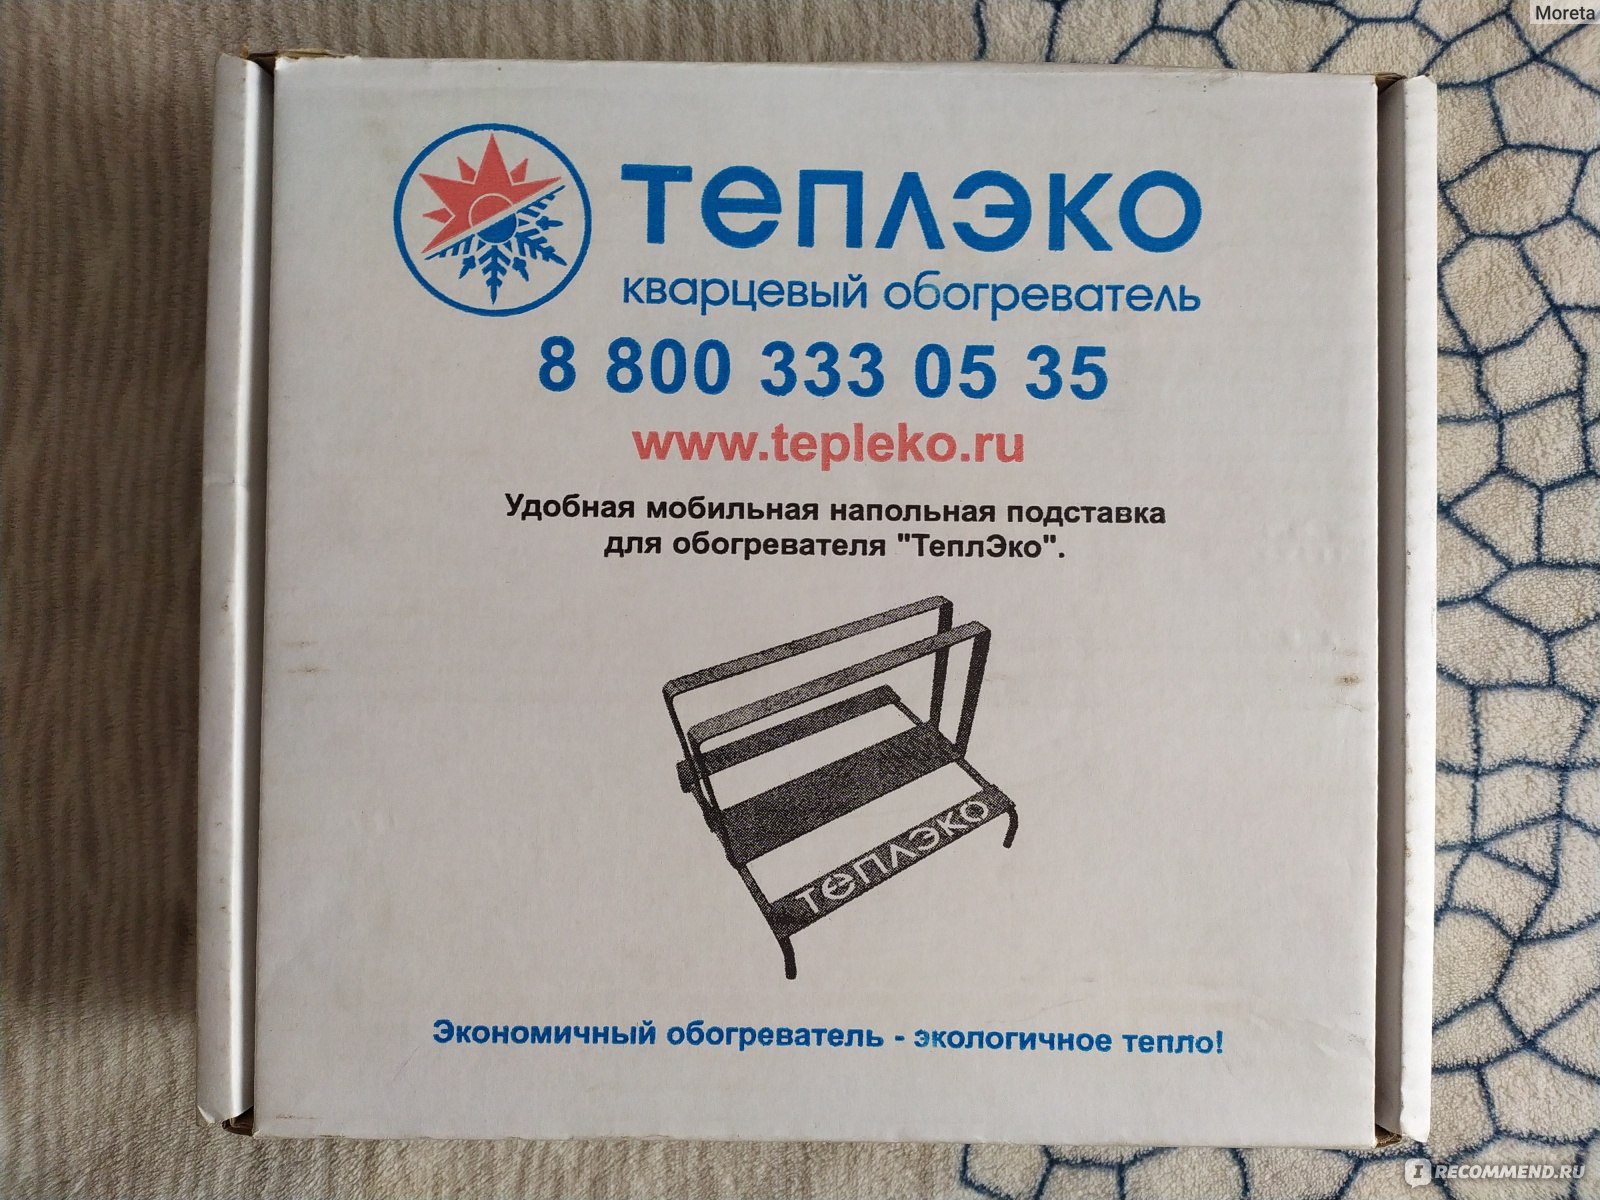 Moreta
теплэко
кварцевый обогреватель
8 800 333 05 35
www.tepleko.ru
Удобная мобильная напольная подставка
для обогревателя "ТеплЭко".
теплэко
Экономичный обогреватель - экологичное тепло!
IRECOMMEND.RU